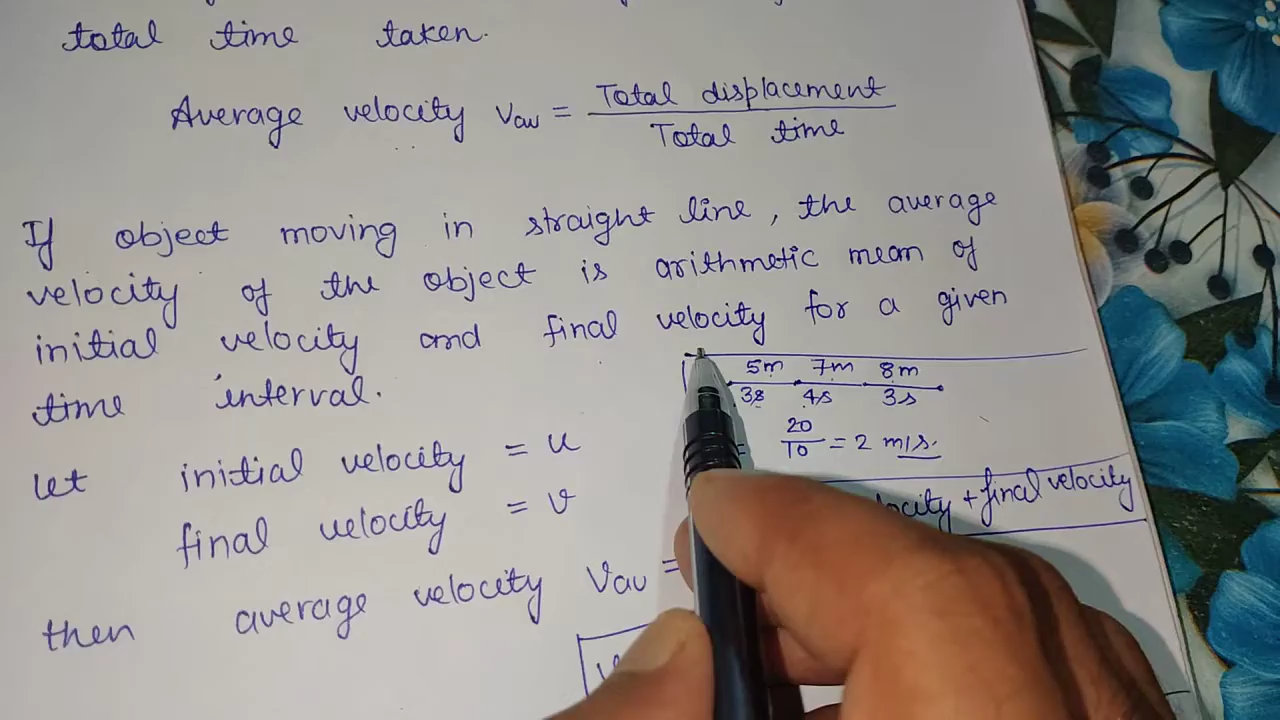 total time taken.
Average velocity Vav = Total displacement
Total time
If object moving in straight line, the average
velocity of the object is arithmetic mean of
initial velocity and final velocity for a given
time interval.
5m 7m 8m
3s 4s 3s
= 20/10 = 2 m/s.
Let initial velocity = u
final velocity = v
+ final velocity
then average velocity Vav =